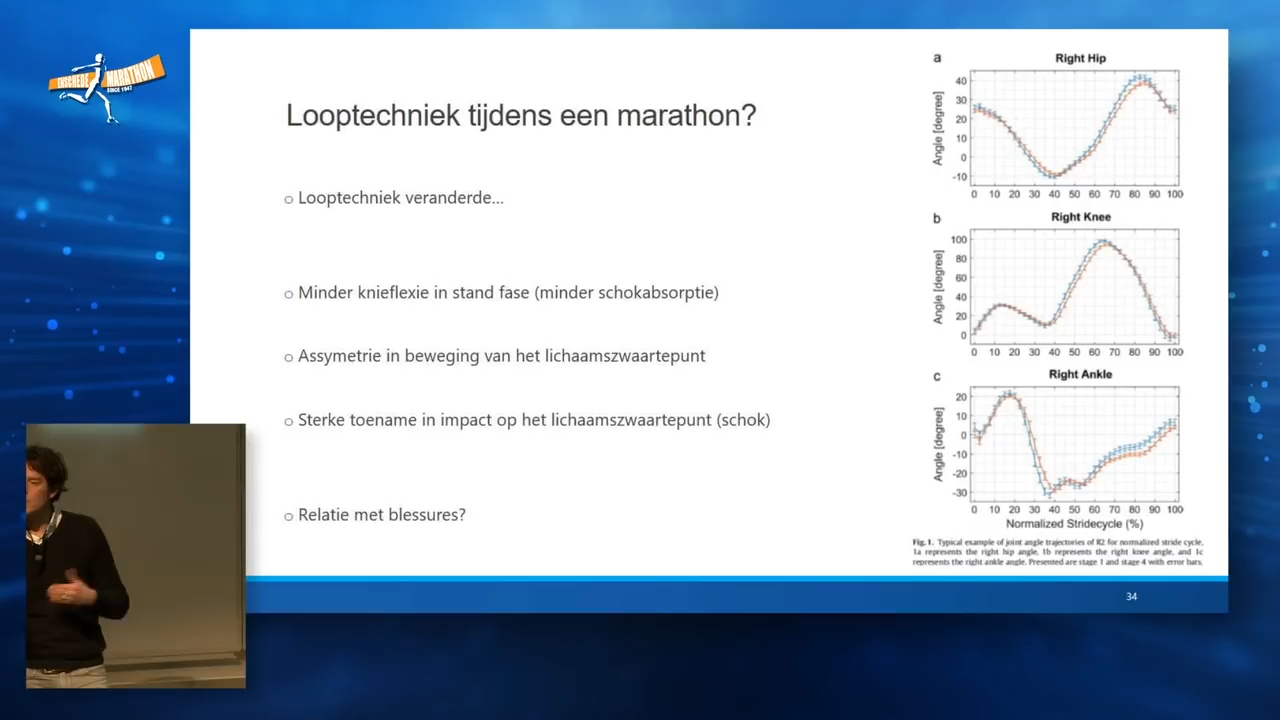 ENSCHEDE MARATHON
SINCE 1947
Looptechniek tijdens een marathon?
o Looptechniek veranderde...
o Minder knieflexie in stand fase (minder schokabsorptie)
o Assymetrie in beweging van het lichaamszwaartepunt
o Sterke toename in impact op het lichaamszwaartepunt (schok)
o Relatie met blessures?
a
Right Hip
Angle [degree]
40
30
20
10
0
-10
0 10 20 30 40 50 60 70 80 90 100
b
Right Knee
Angle [degree]
100
80
60
40
20
0
0 10 20 30 40 50 60 70 80 90 100
c
Right Ankle
Angle [degree]
20
10
0
-10
-20
-30
0 10 20 30 40 50 60 70 80 90 100
Normalized Stridecycle (%)
Fig. 1. Typical example of joint angle trajectories of R2 for normalized stride cycle,
1a represents the right hip angle, 1b represents the right knee angle, and 1c
represents the right ankle angle. Presented are stage 1 and stage 4 with error bars.
34